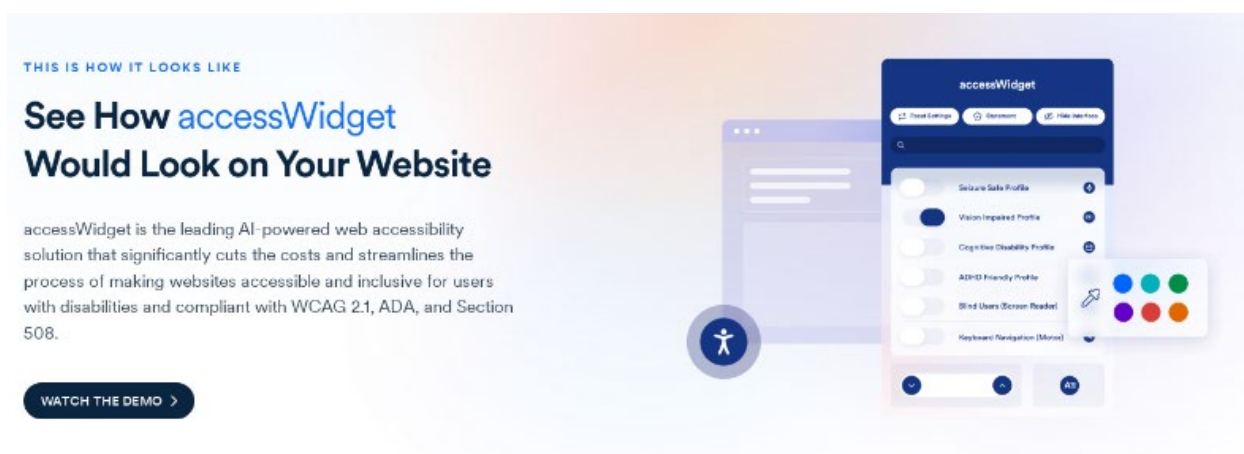 THIS IS HOW IT LOOKS LIKE
See How accessWidget
Would Look on Your Website
accessWidget is the leading AI-powered web accessibility
solution that significantly cuts the costs and streamlines the
process of making websites accessible and inclusive for users
with disabilities and compliant with WCAG 2.1, ADA, and Section
508.
WATCH THE DEMO
accessWidget
Reset Settings
Statement
Hide Interface
Seizure Safe Profile
Vision Impaired Profile
Cognitive Disability Profile
ADHD Friendly Profile
Blind Users (Screen Reader)
Keyboard Navigation (Motor)